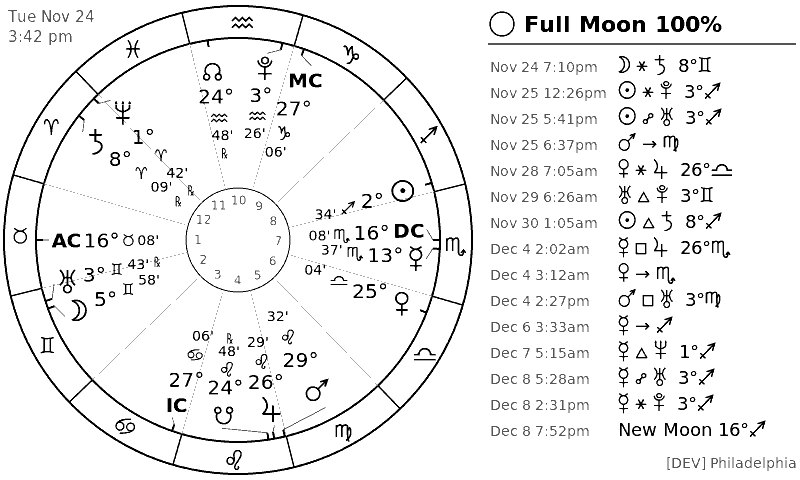 Tue Nov 24
3:42 pm
♒
♓
♑
♈
♐
♉
♏
♊
♎
♋
♍
♌
☊
24°
♒
48'
℞
♇
3°
♒
26'
MC
27°
♑
06'
♆
1°
♈
42'
℞
♄
8°
♈
09'
℞
34' ♐ 2° ☉
AC 16° ♉ 08'
08' ♏ 16° DC
♅ 3° ♊ 43' ℞
37' ♏ 13° ☿
☽ 5° ♊ 58'
04' ♎ 25° ♀
11 10 9
12 8
1 7
2 6
3 4 5
06'
♋
27°
IC
℞
48'
♌
24°
☋
29'
♌
26°
♃
32'
♌
29°
♂
Full Moon 100%
Nov 24 7:10pm ☽ ⚹ ♄ 8°♊
Nov 25 12:26pm ☉ ⚹ ♇ 3°♐
Nov 25 5:41pm ☉ ☍ ♅ 3°♐
Nov 25 6:37pm ♂ → ♍
Nov 28 7:05am ♀ ⚹ ♃ 26°♎
Nov 29 6:26am ♅ △ ♇ 3°♊
Nov 30 1:05am ☉ △ ♄ 8°♐
Dec 4 2:02am ☿ □ ♃ 26°♏
Dec 4 3:12am ♀ → ♏
Dec 4 2:27pm ♂ □ ♅ 3°♍
Dec 6 3:33am ☿ → ♐
Dec 7 5:15am ☿ △ ♆ 1°♐
Dec 8 5:28am ☿ ☍ ♅ 3°♐
Dec 8 2:31pm ☿ ⚹ ♇ 3°♐
Dec 8 7:52pm New Moon 16°♐
[DEV] Philadelphia